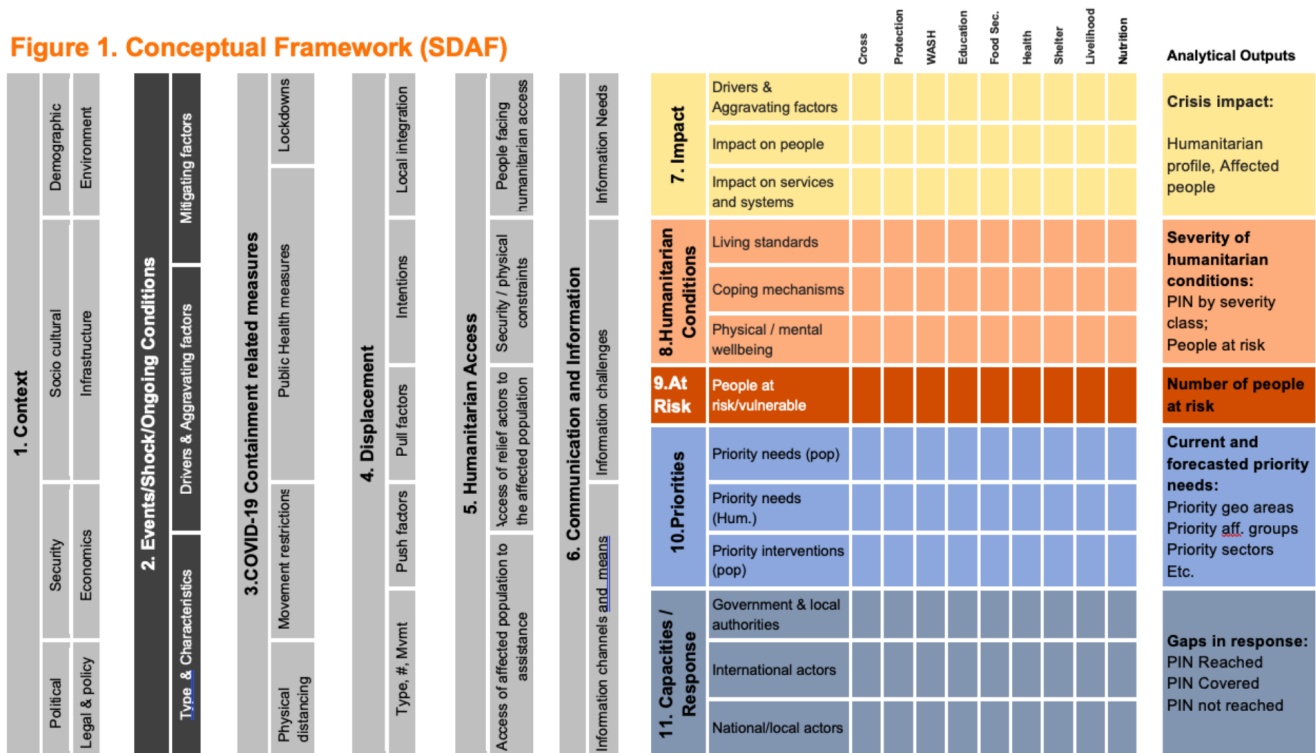 Figure 1. Conceptual Framework (SDAF)
1. Context
Political
Security
Socio cultural
Demographic
Legal & policy
Economics
Infrastructure
Environment
2. Events/Shock/Ongoing Conditions
Type & Characteristics
Drivers & Aggravating factors
Mitigating factors
3.COVID-19 Containment related measures
Physical
distancing
Movement restrictions
Public Health measures
Lockdowns
4. Displacement
Type, #, Mvmt
Push factors
Pull factors
Intentions
Local integration
5. Humanitarian Access
Access of affected population to
assistance
Access of relief actors to
the affected population
Security / physical
constraints
People facing
humanitarian access
6. Communication and Information
Information channels and means
Information challenges
Information Needs
Cross
Protection
WASH
Education
Food Sec.
Health
Shelter
Livelihood
Nutrition
Analytical Outputs
7. Impact
Drivers &
Aggravating factors
Impact on people
Impact on services
and systems
Crisis impact:
Humanitarian
profile, Affected
people
8.Humanitarian
Conditions
Living standards
Coping mechanisms
Physical / mental
wellbeing
Severity of
humanitarian
conditions:
PIN by severity
class;
People at risk
9.At
Risk
People at
risk/vulnerable
Number of people
at risk
10.Priorities
Priority needs (pop)
Priority needs
(Hum.)
Priority interventions
(pop)
Current and
forecasted priority
needs:
Priority geo areas
Priority aff. groups
Priority sectors
Etc.
11. Capacities /
Response
Government & local
authorities
International actors
National/local actors
Gaps in response:
PIN Reached
PIN Covered
PIN not reached